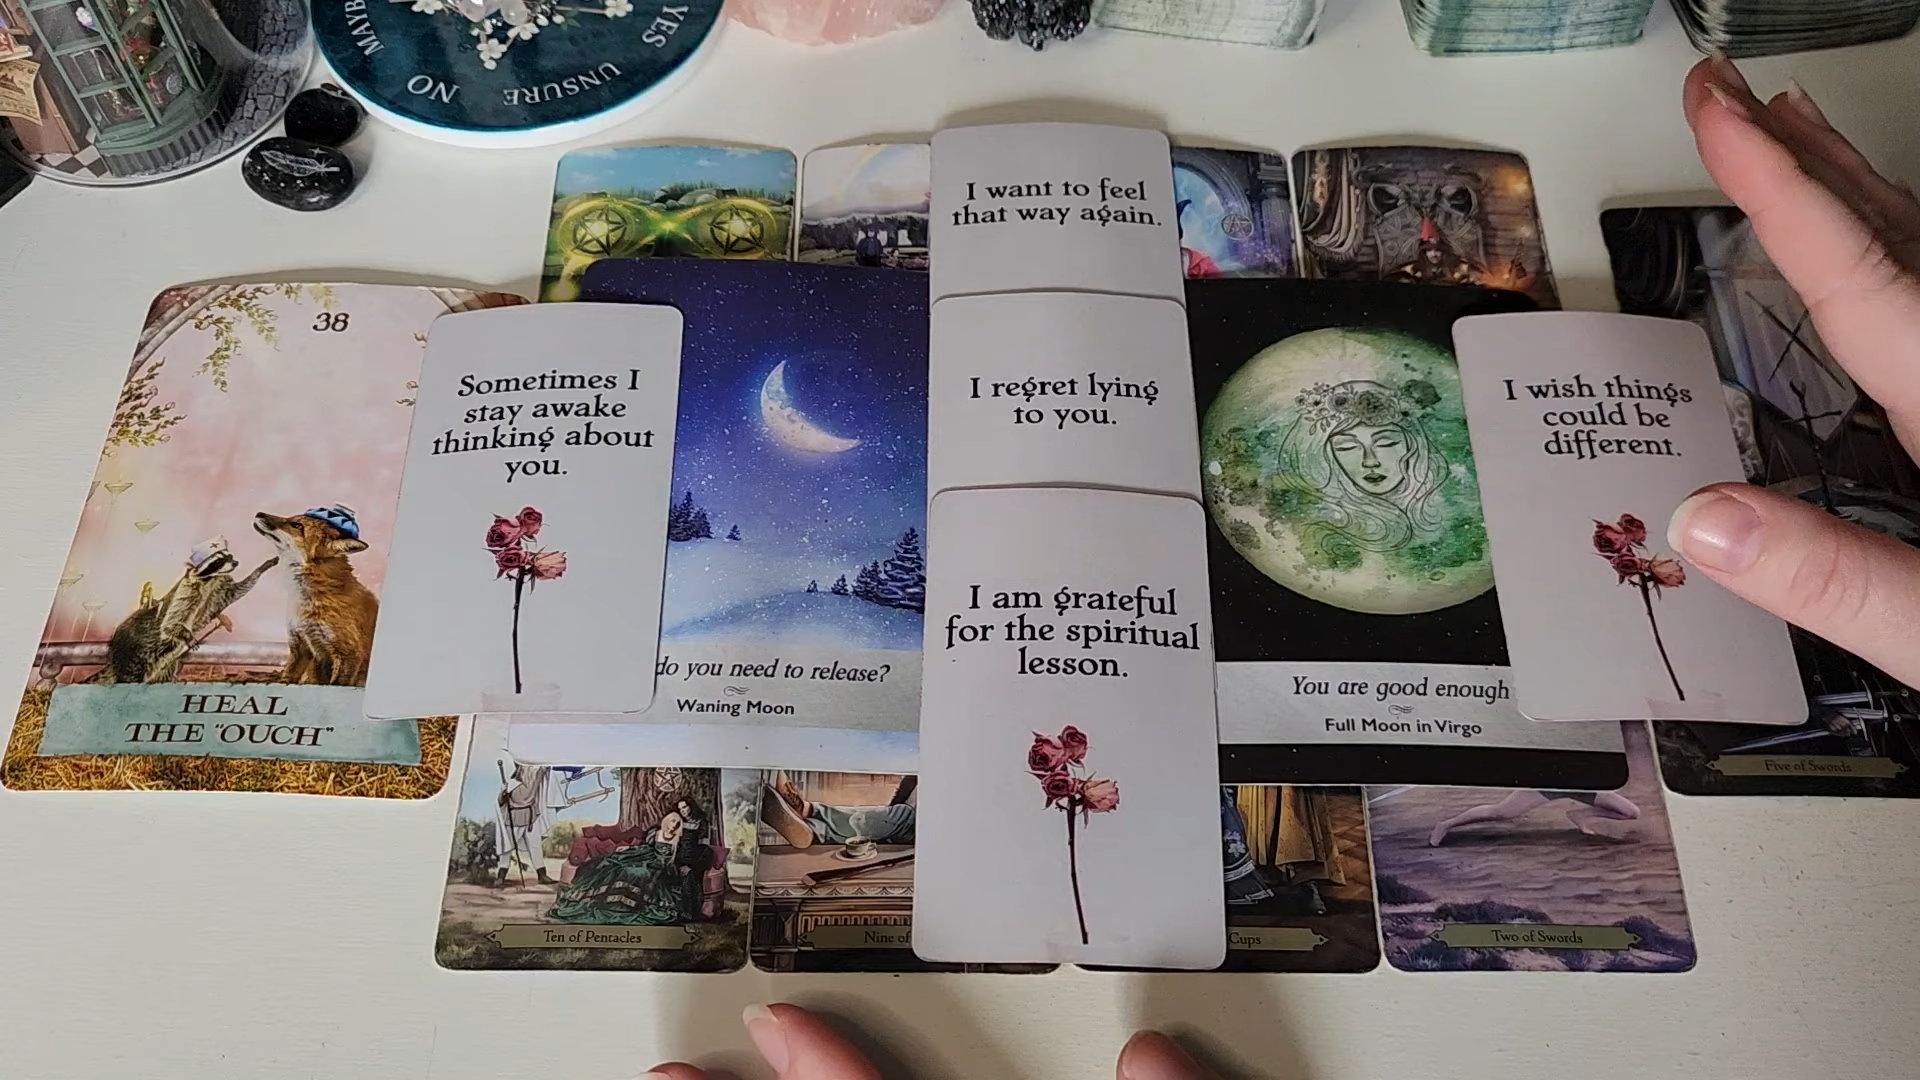 MAYB
YES
NO
UNSURE
I want to feel
that way again.
38
Sometimes I
stay awake
thinking about
you.
I regret lying
to you.
I wish things
could be
different.
I am grateful
for the spiritual
lesson.
do you need to release?
Waning Moon
You are good enough
Full Moon in Virgo
HEAL
THE "OUCH"
Five of Swords
Ten of Pentacles
Nine of
Cups
Two of Swords